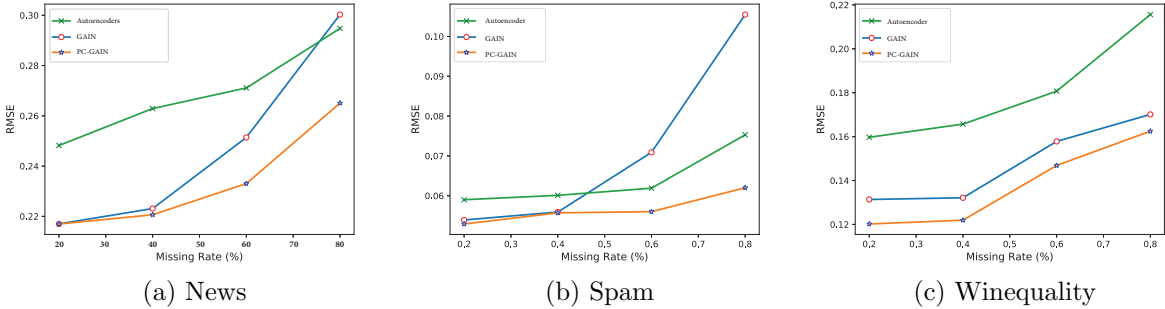 0.30
0.28
0.26
0.24
0.22
RMSE
20
30
40
50
60
70
80
Missing Rate (%)
Autoencoders
GAIN
PC-GAIN
(a) News
0.10
0.09
0.08
0.07
0.06
RMSE
0.2
0.3
0.4
0.5
0.6
0.7
0.8
Missing Rate (%)
Autoencoder
GAIN
PC-GAIN
(b) Spam
0.22
0.20
0.18
0.16
0.14
0.12
RMSE
0.2
0.3
0.4
0.5
0.6
0.7
0.8
Missing Rate (%)
Autoencoder
GAIN
PC-GAIN
(c) Winequality